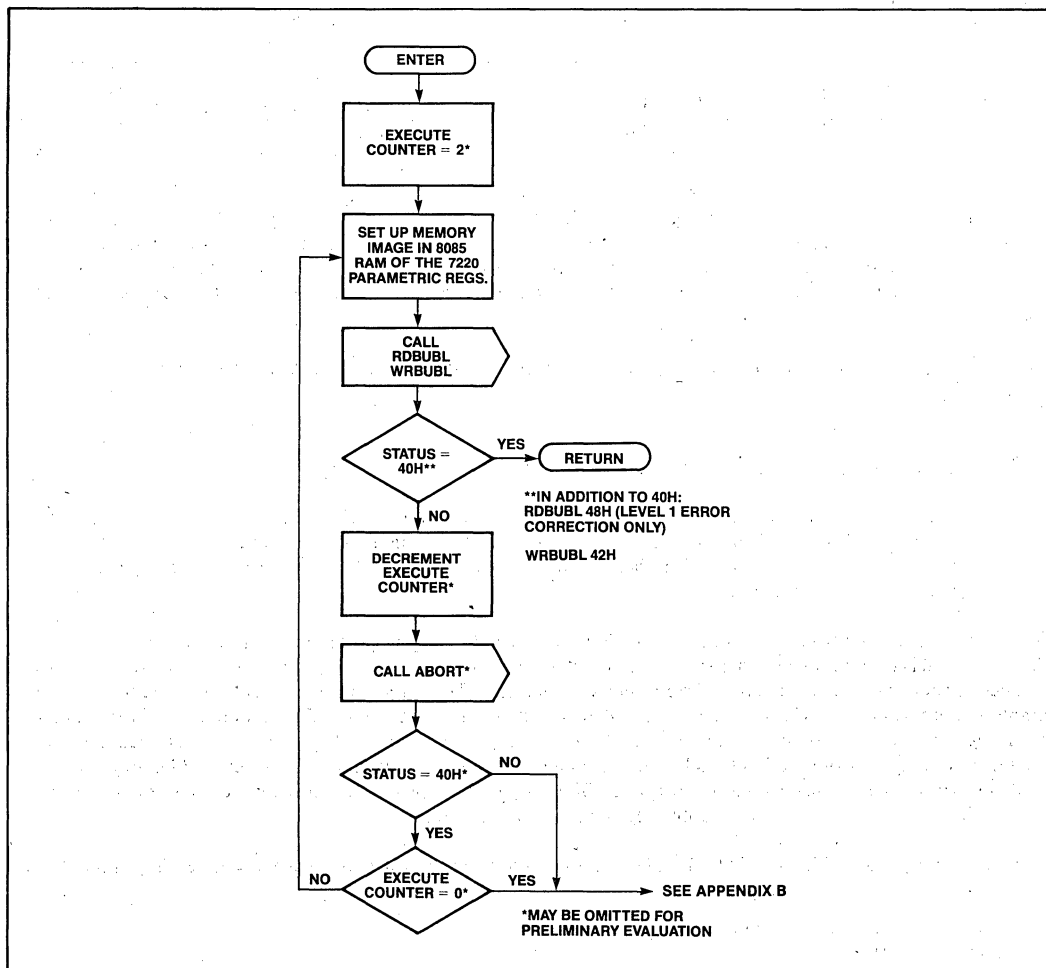 ENTER
EXECUTE
COUNTER = 2*
SET UP MEMORY
IMAGE IN 8085
RAM OF THE 7220
PARAMETRIC REGS.
CALL
RDBUBL
WRBUBL
STATUS =
40H**
YES
RETURN
**IN ADDITION TO 40H:
RDBUBL 48H (LEVEL 1 ERROR
CORRECTION ONLY)
WRBUBL 42H
NO
DECREMENT
EXECUTE
COUNTER*
CALL ABORT*
STATUS = 40H*
NO
YES
EXECUTE
COUNTER = 0*
NO
YES
SEE APPENDIX B
*MAY BE OMITTED FOR
PRELIMINARY EVALUATION